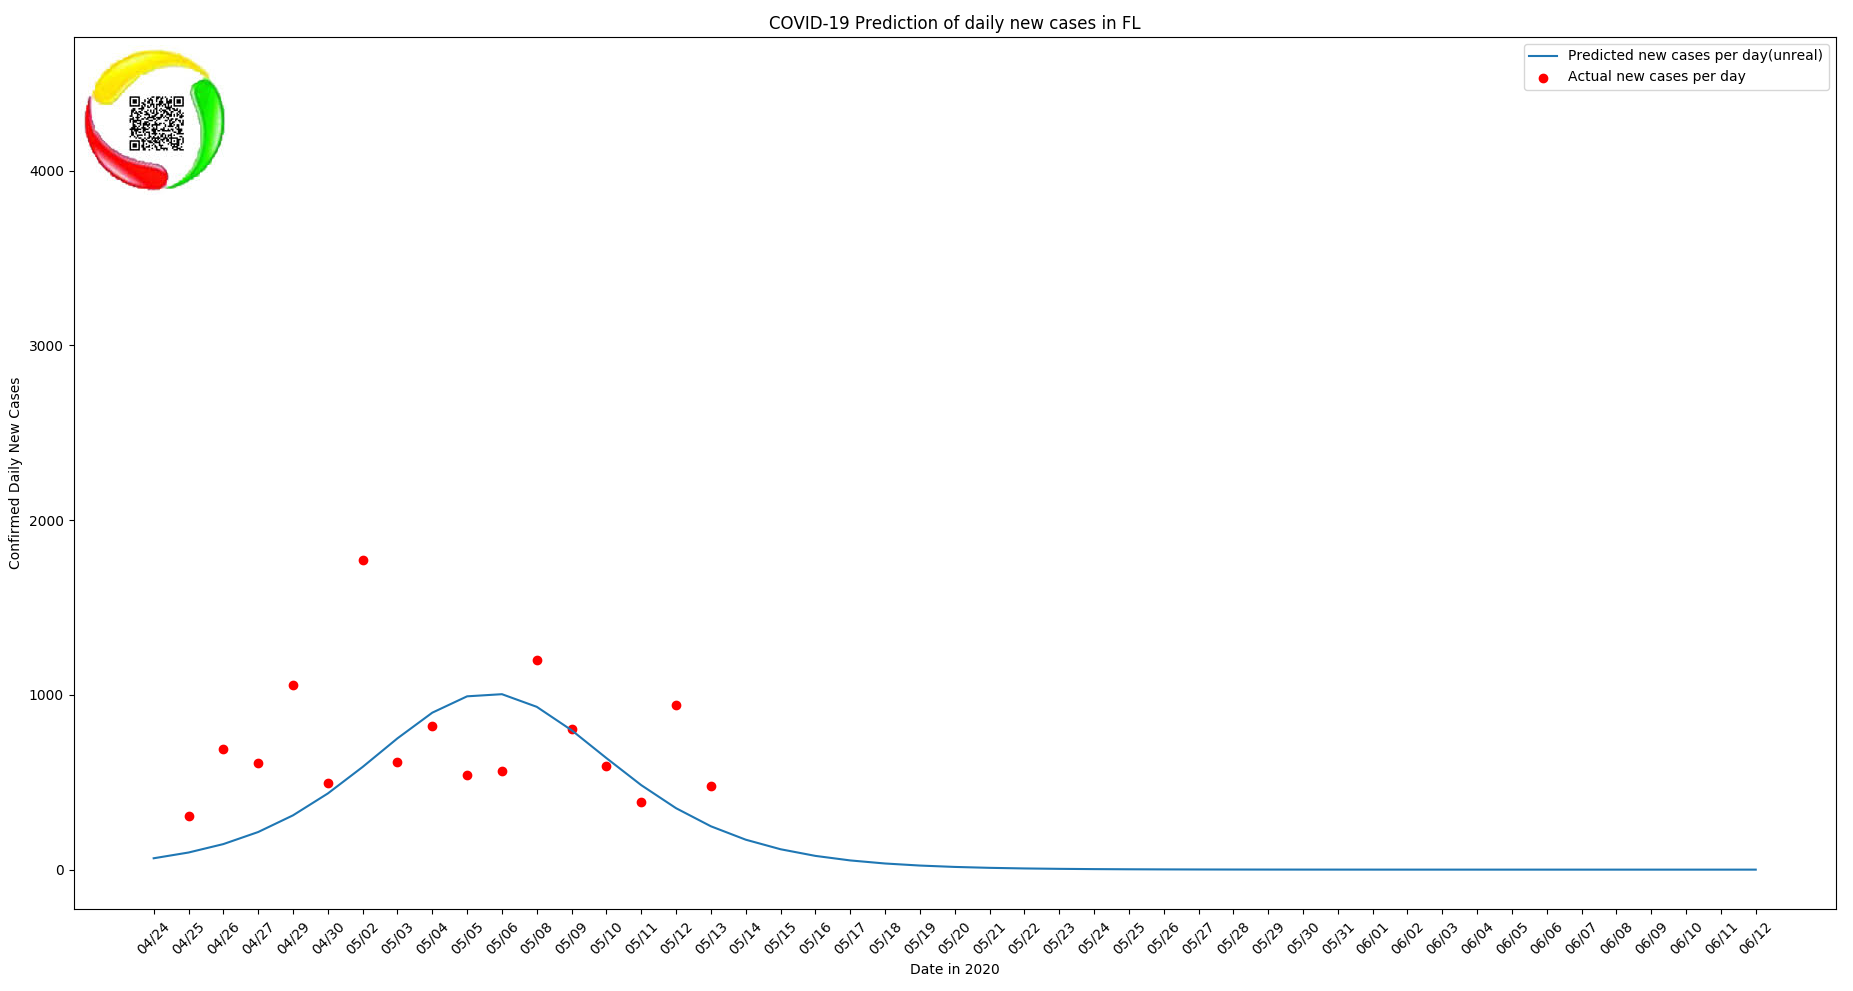 COVID-19 Prediction of daily new cases in FL
Predicted new cases per day(unreal)
Actual new cases per day
4000
3000
2000
1000
0
Confirmed Daily New Cases
04/24 04/25 04/26 04/27 04/29 04/30 05/02 05/03 05/04 05/05 05/06 05/08 05/09 05/10 05/11 05/12 05/13 05/14 05/15 05/16 05/17 05/18 05/19 05/20 05/21 05/22 05/23 05/24 05/25 05/26 05/27 05/28 05/29 05/30 05/31 06/01 06/02 06/03 06/04 06/05 06/06 06/07 06/08 06/09 06/10 06/11 06/12
Date in 2020